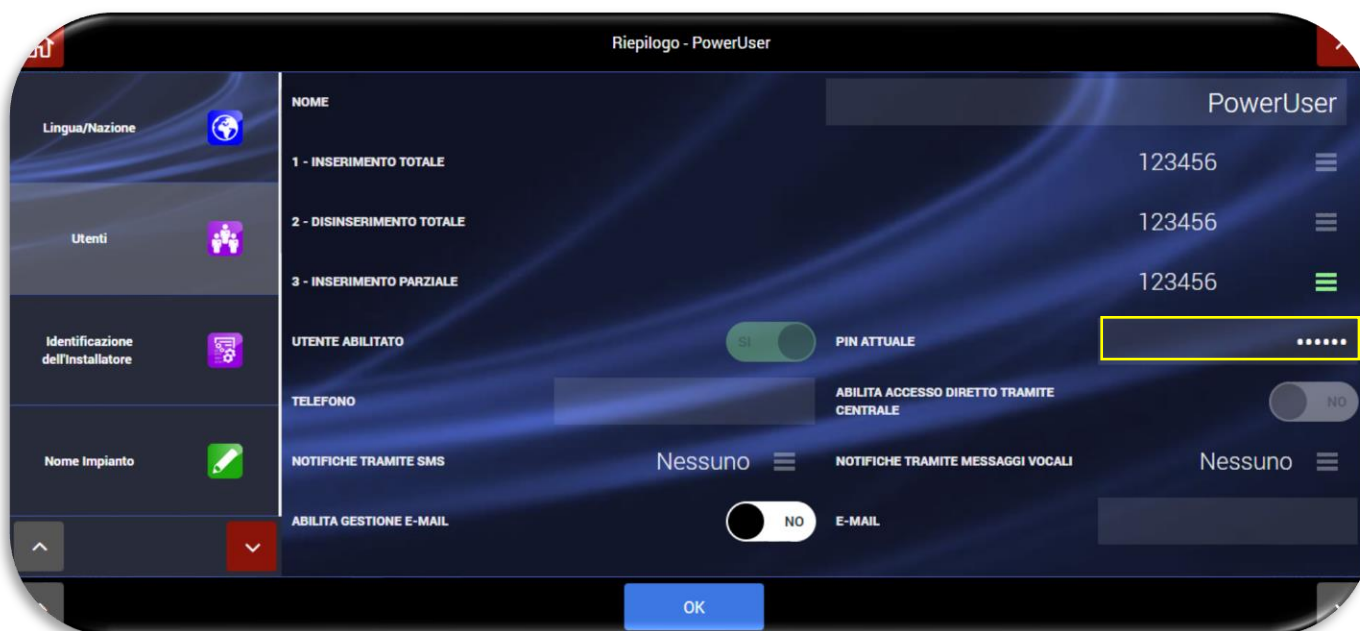 Riepilogo - PowerUser
Lingua/Nazione
Utenti
Identificazione
dell'Installatore
Nome Impianto
NOME PowerUser
1 - INSERIMENTO TOTALE 123456
2 - DISINSERIMENTO TOTALE 123456
3 - INSERIMENTO PARZIALE 123456
UTENTE ABILITATO SI PIN ATTUALE ••••••
TELEFONO ABILITA ACCESSO DIRETTO TRAMITE
CENTRALE NO
NOTIFICHE TRAMITE SMS Nessuno NOTIFICHE TRAMITE MESSAGGI VOCALI Nessuno
ABILITA GESTIONE E-MAIL NO E-MAIL
OK